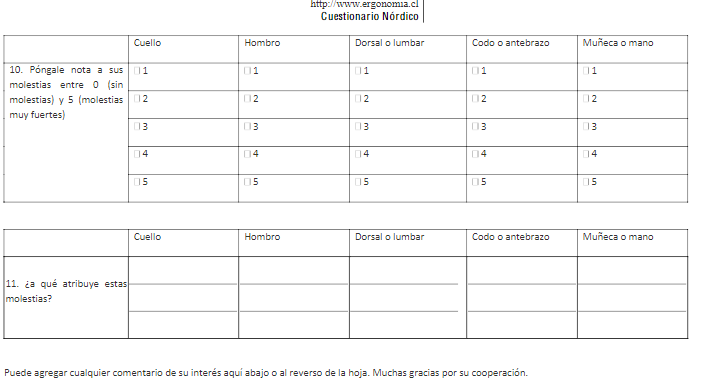 http://www.ergonomia.cl
Cuestionario Nórdico
Cuello Hombro Dorsal o lumbar Codo o antebrazo Muñeca o mano
10. Póngale nota a sus molestias entre 0 (sin molestias) y 5 (molestias muy fuertes)
1 1 1 1 1
2 2 2 2 2
3 3 3 3 3
4 4 4 4 4
5 5 5 5 5
Cuello Hombro Dorsal o lumbar Codo o antebrazo Muñeca o mano
11. ¿a qué atribuye estas
molestias?
Puede agregar cualquier comentario de su interés aquí abajo o al reverso de la hoja. Muchas gracias por su cooperación.